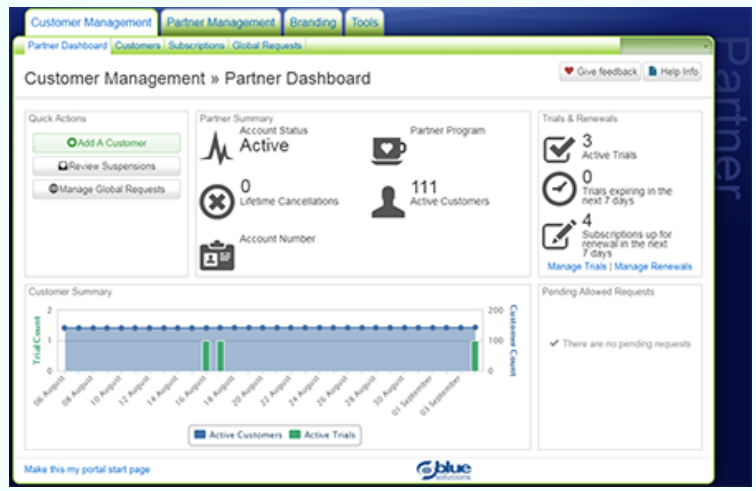 Customer Management Partner Management Branding Tools
Partner Dashboard Customers Subscriptions Global Requests
Customer Management » Partner Dashboard
Give feedback Help Info
Partner
Quick Actions
Add A Customer
Review Suspensions
Manage Global Requests
Partner Summary
Account Status
Active
Partner Program
0
Lifetime Cancellations
111
Active Customers
Account Number
Trials & Renewals
3
Active Trials
0
Trials expiring in the
next 7 days
4
Subscriptions up for
renewal in the next
7 days
Manage Trials | Manage Renewals
Customer Summary
Trial Count
2
1
0
200
100
0
Customer Count
06 August
08 August
10 August
12 August
14 August
16 August
18 August
20 August
22 August
24 August
26 August
28 August
30 August
01 September
03 September
Active Customers Active Trials
Pending Allowed Requests
There are no pending requests
Make this my portal start page
blue
solutions